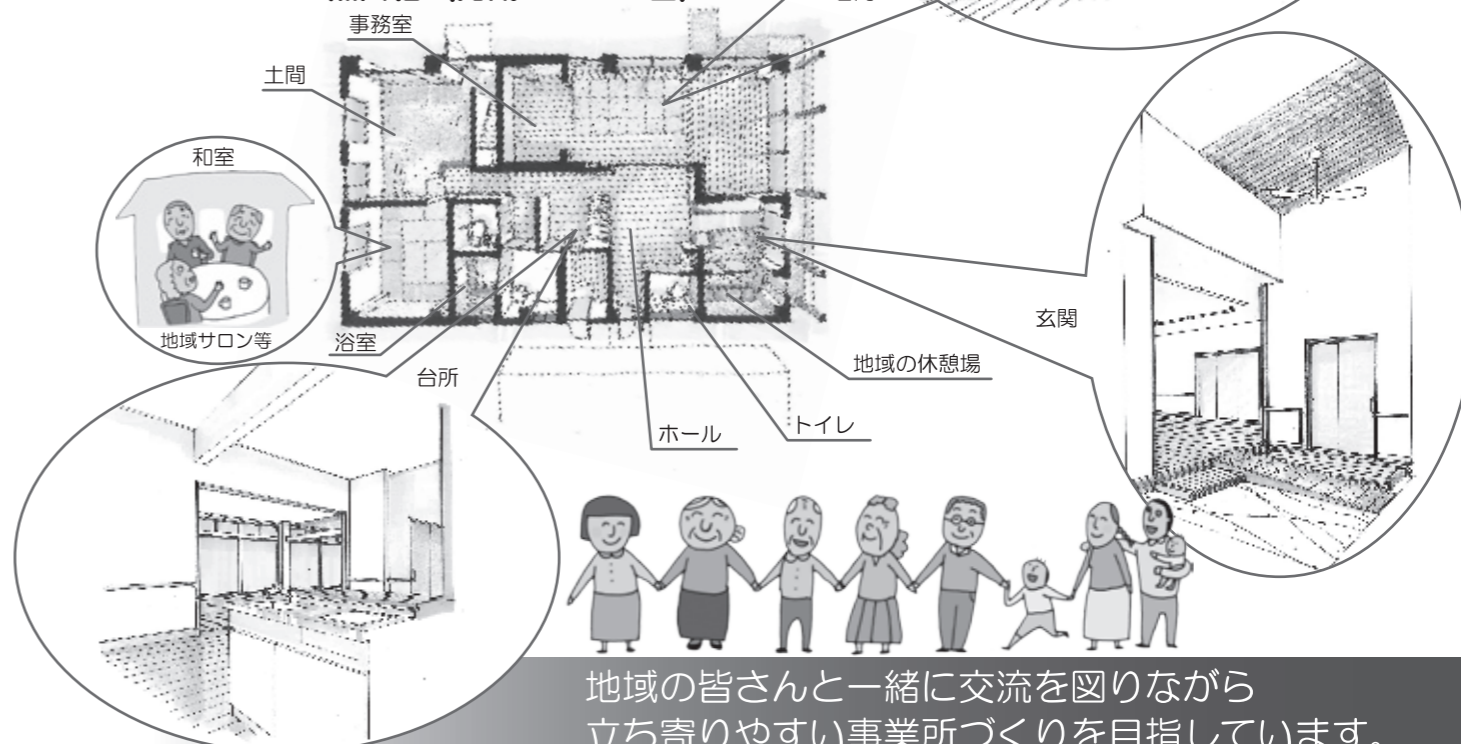 事務室
土間
和室
地域サロン等
浴室
台所
ホール
トイレ
地域の休憩場
玄関
地域の皆さんと一緒に交流を図りながら
立ち寄りやすい事業所づくりを目指しています。